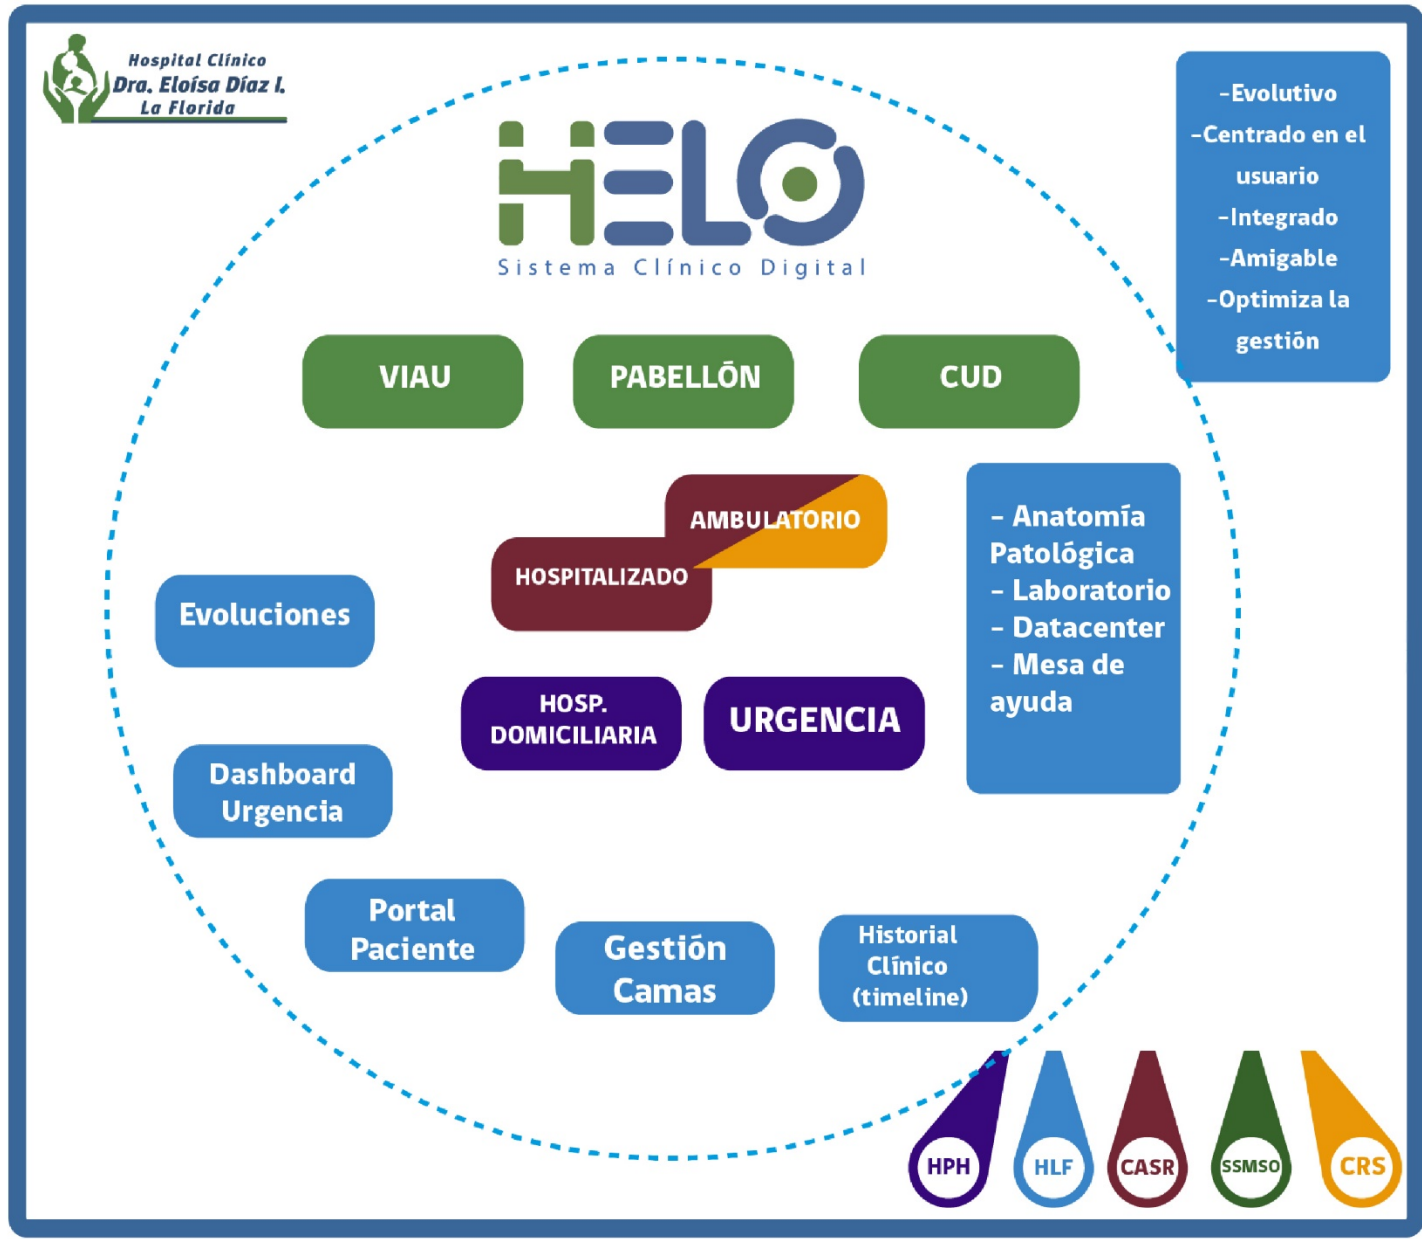 Hospital Clínico
Dra. Eloísa Díaz I.
La Florida
HELO
Sistema Clínico Digital
-Evolutivo
-Centrado en el
usuario
-Integrado
-Amigable
-Optimiza la
gestión
VIAU
PABELLÓN
CUD
AMBULATORIO
HOSPITALIZADO
- Anatomía
Patológica
- Laboratorio
- Datacenter
- Mesa de
ayuda
Evoluciones
HOSP.
DOMICILIARIA
URGENCIA
Dashboard
Urgencia
Portal
Paciente
Gestión
Camas
Historial
Clínico
(timeline)
HPH
HLF
CASR
SSMSO
CRS